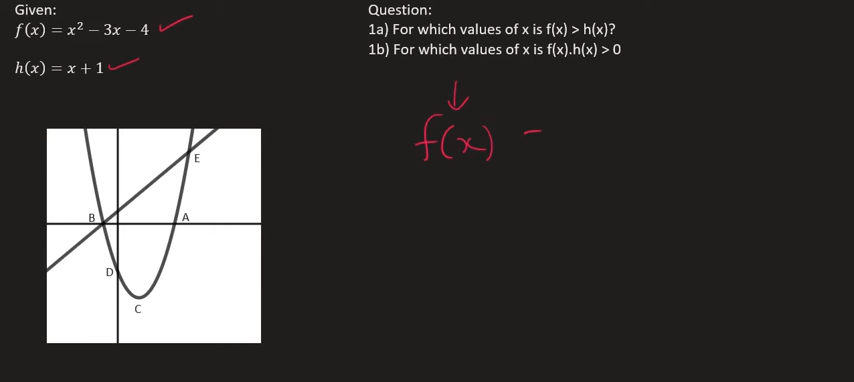 Given:
f(x) = x² − 3x − 4
h(x) = x + 1
Question:
1a) For which values of x is f(x) > h(x)?
1b) For which values of x is f(x).h(x) > 0
f(x) =
E
B
A
D
C